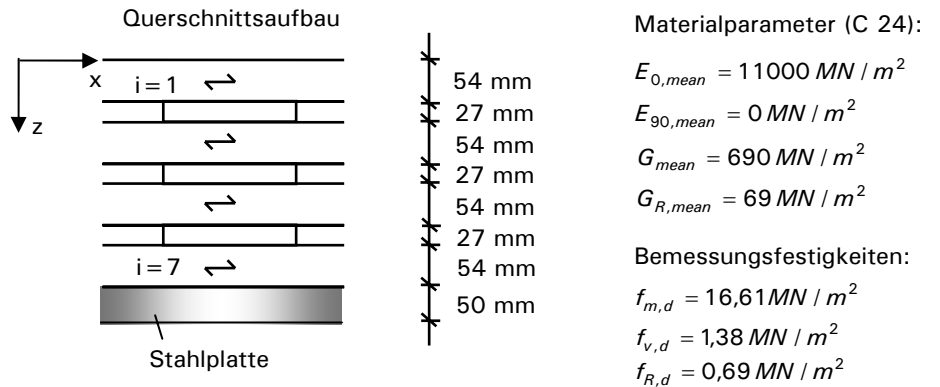 Querschnittsaufbau
x
z
i = 1
i = 7
Stahlplatte
54 mm
27 mm
54 mm
27 mm
54 mm
27 mm
54 mm
50 mm
Materialparameter (C 24):
E0,mean = 11000 MN / m²
E90,mean = 0 MN / m²
Gmean = 690 MN / m²
GR,mean = 69 MN / m²
Bemessungsfestigkeiten:
fm,d = 16,61 MN / m²
fv,d = 1,38 MN / m²
fR,d = 0,69 MN / m²